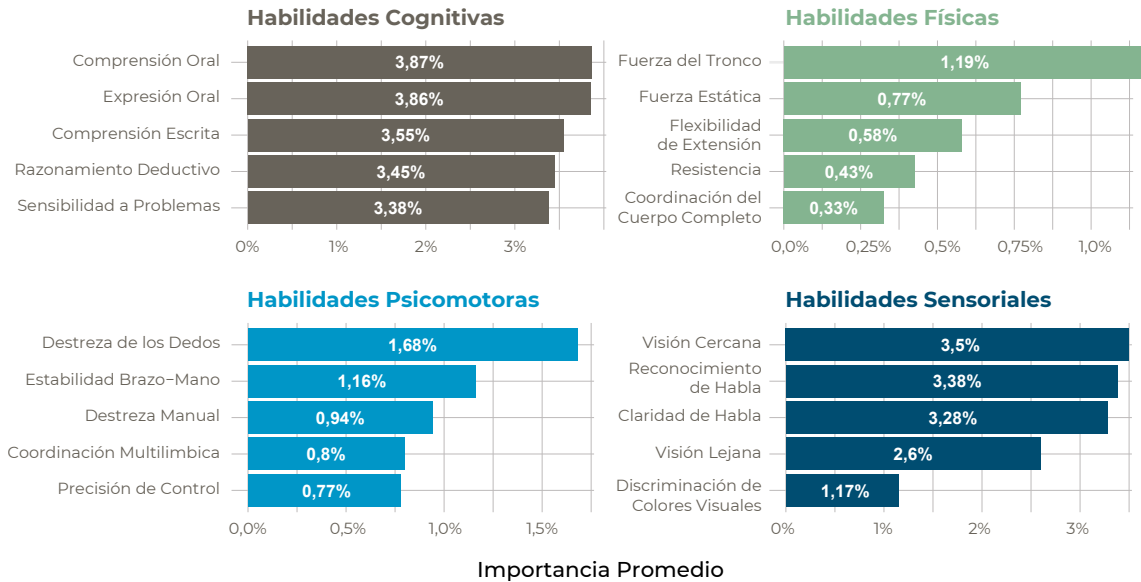 Habilidades Cognitivas
Comprensión Oral
3,87%
Expresión Oral
3,86%
Comprensión Escrita
3,55%
Razonamiento Deductivo
3,45%
Sensibilidad a Problemas
3,38%
0%
1%
2%
3%
Habilidades Físicas
Fuerza del Tronco
1,19%
Fuerza Estática
0,77%
Flexibilidad
de Extensión
0,58%
Resistencia
0,43%
Coordinación del
Cuerpo Completo
0,33%
0,0%
0,25%
0,5%
0,75%
1,0%
Habilidades Psicomotoras
Destreza de los Dedos
1,68%
Estabilidad Brazo−Mano
1,16%
Destreza Manual
0,94%
Coordinación Multilimbica
0,8%
Precisión de Control
0,77%
0,0%
0,5%
1,0%
1,5%
Habilidades Sensoriales
Visión Cercana
3,5%
Reconocimiento
de Habla
3,38%
Claridad de Habla
3,28%
Visión Lejana
2,6%
Discriminación de
Colores Visuales
1,17%
0%
1%
2%
3%
Importancia Promedio